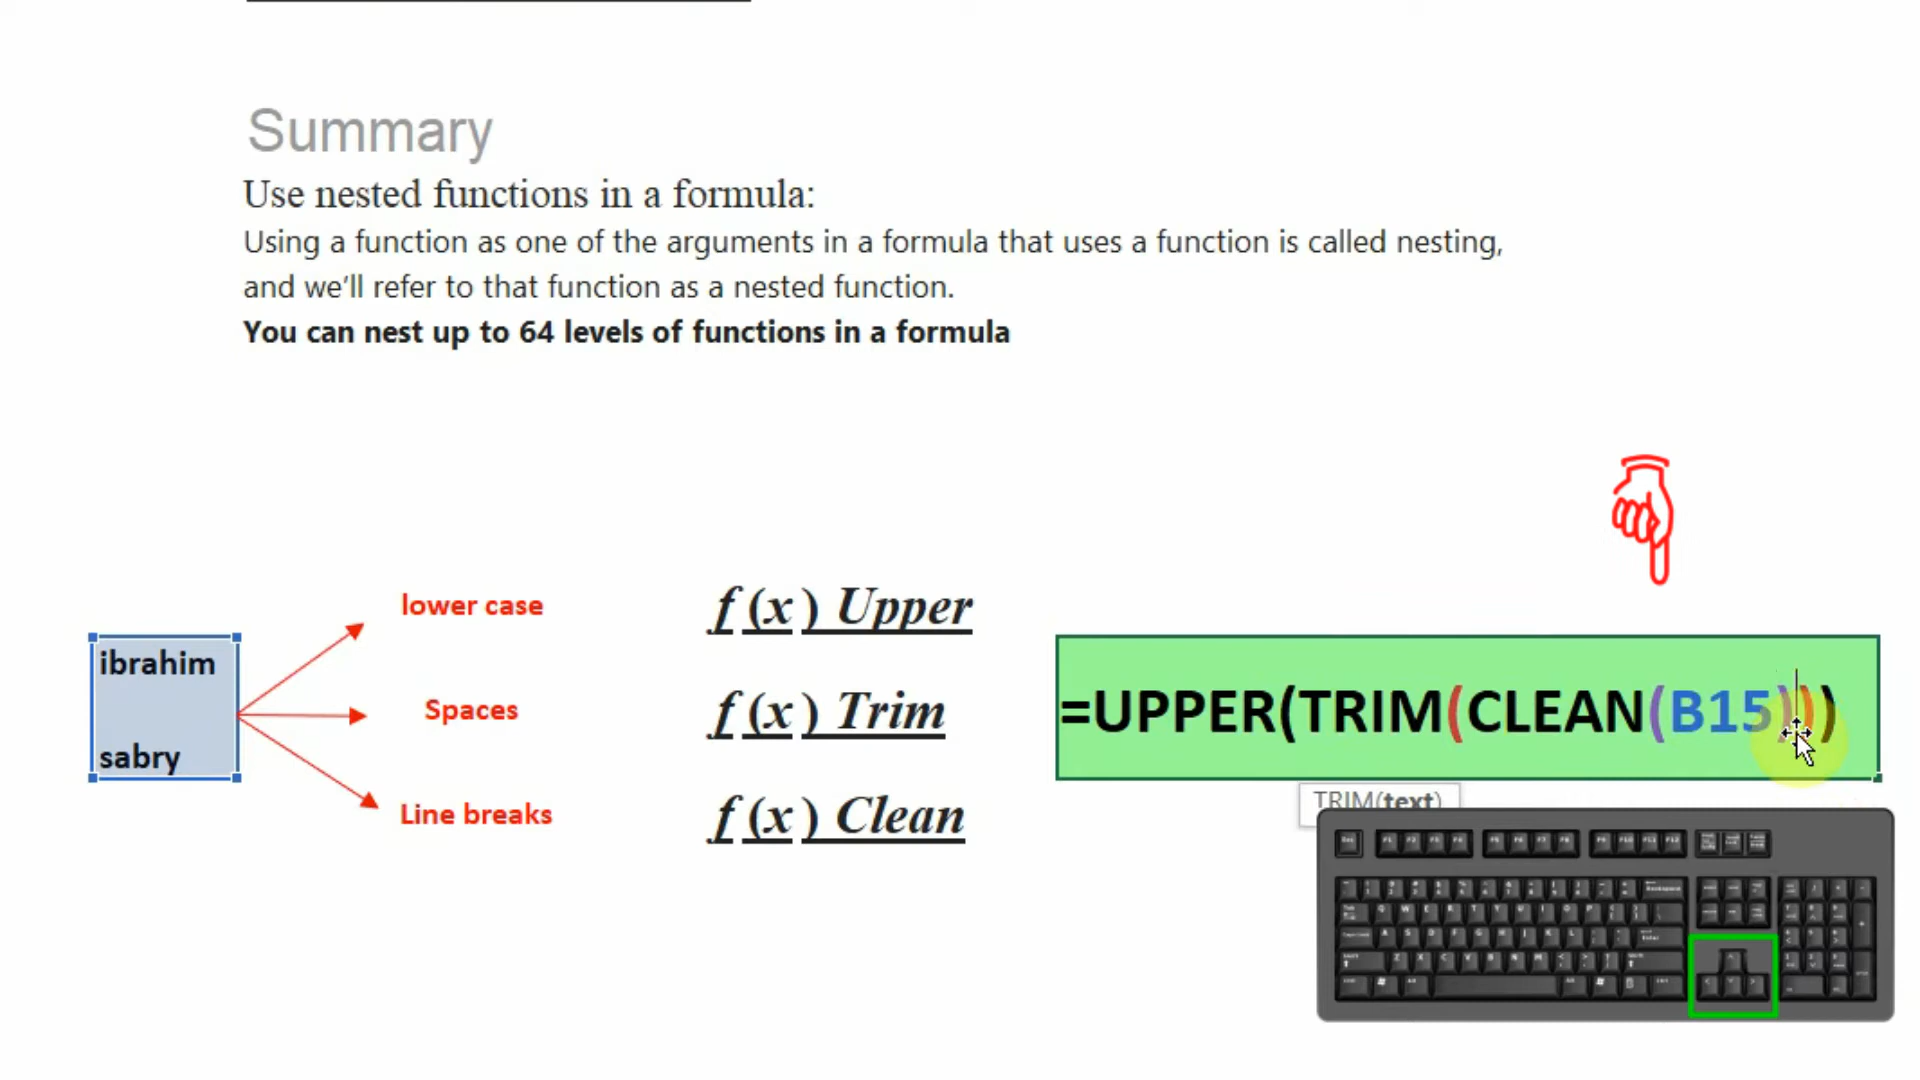 Summary
Use nested functions in a formula:
Using a function as one of the arguments in a formula that uses a function is called nesting,
and we'll refer to that function as a nested function.
You can nest up to 64 levels of functions in a formula
lower case
f (x) Upper
ibrahim
=UPPER(TRIM(CLEAN(B15)))
Spaces
f (x) Trim
sabry
TRIM(text)
Line breaks
f (x) Clean